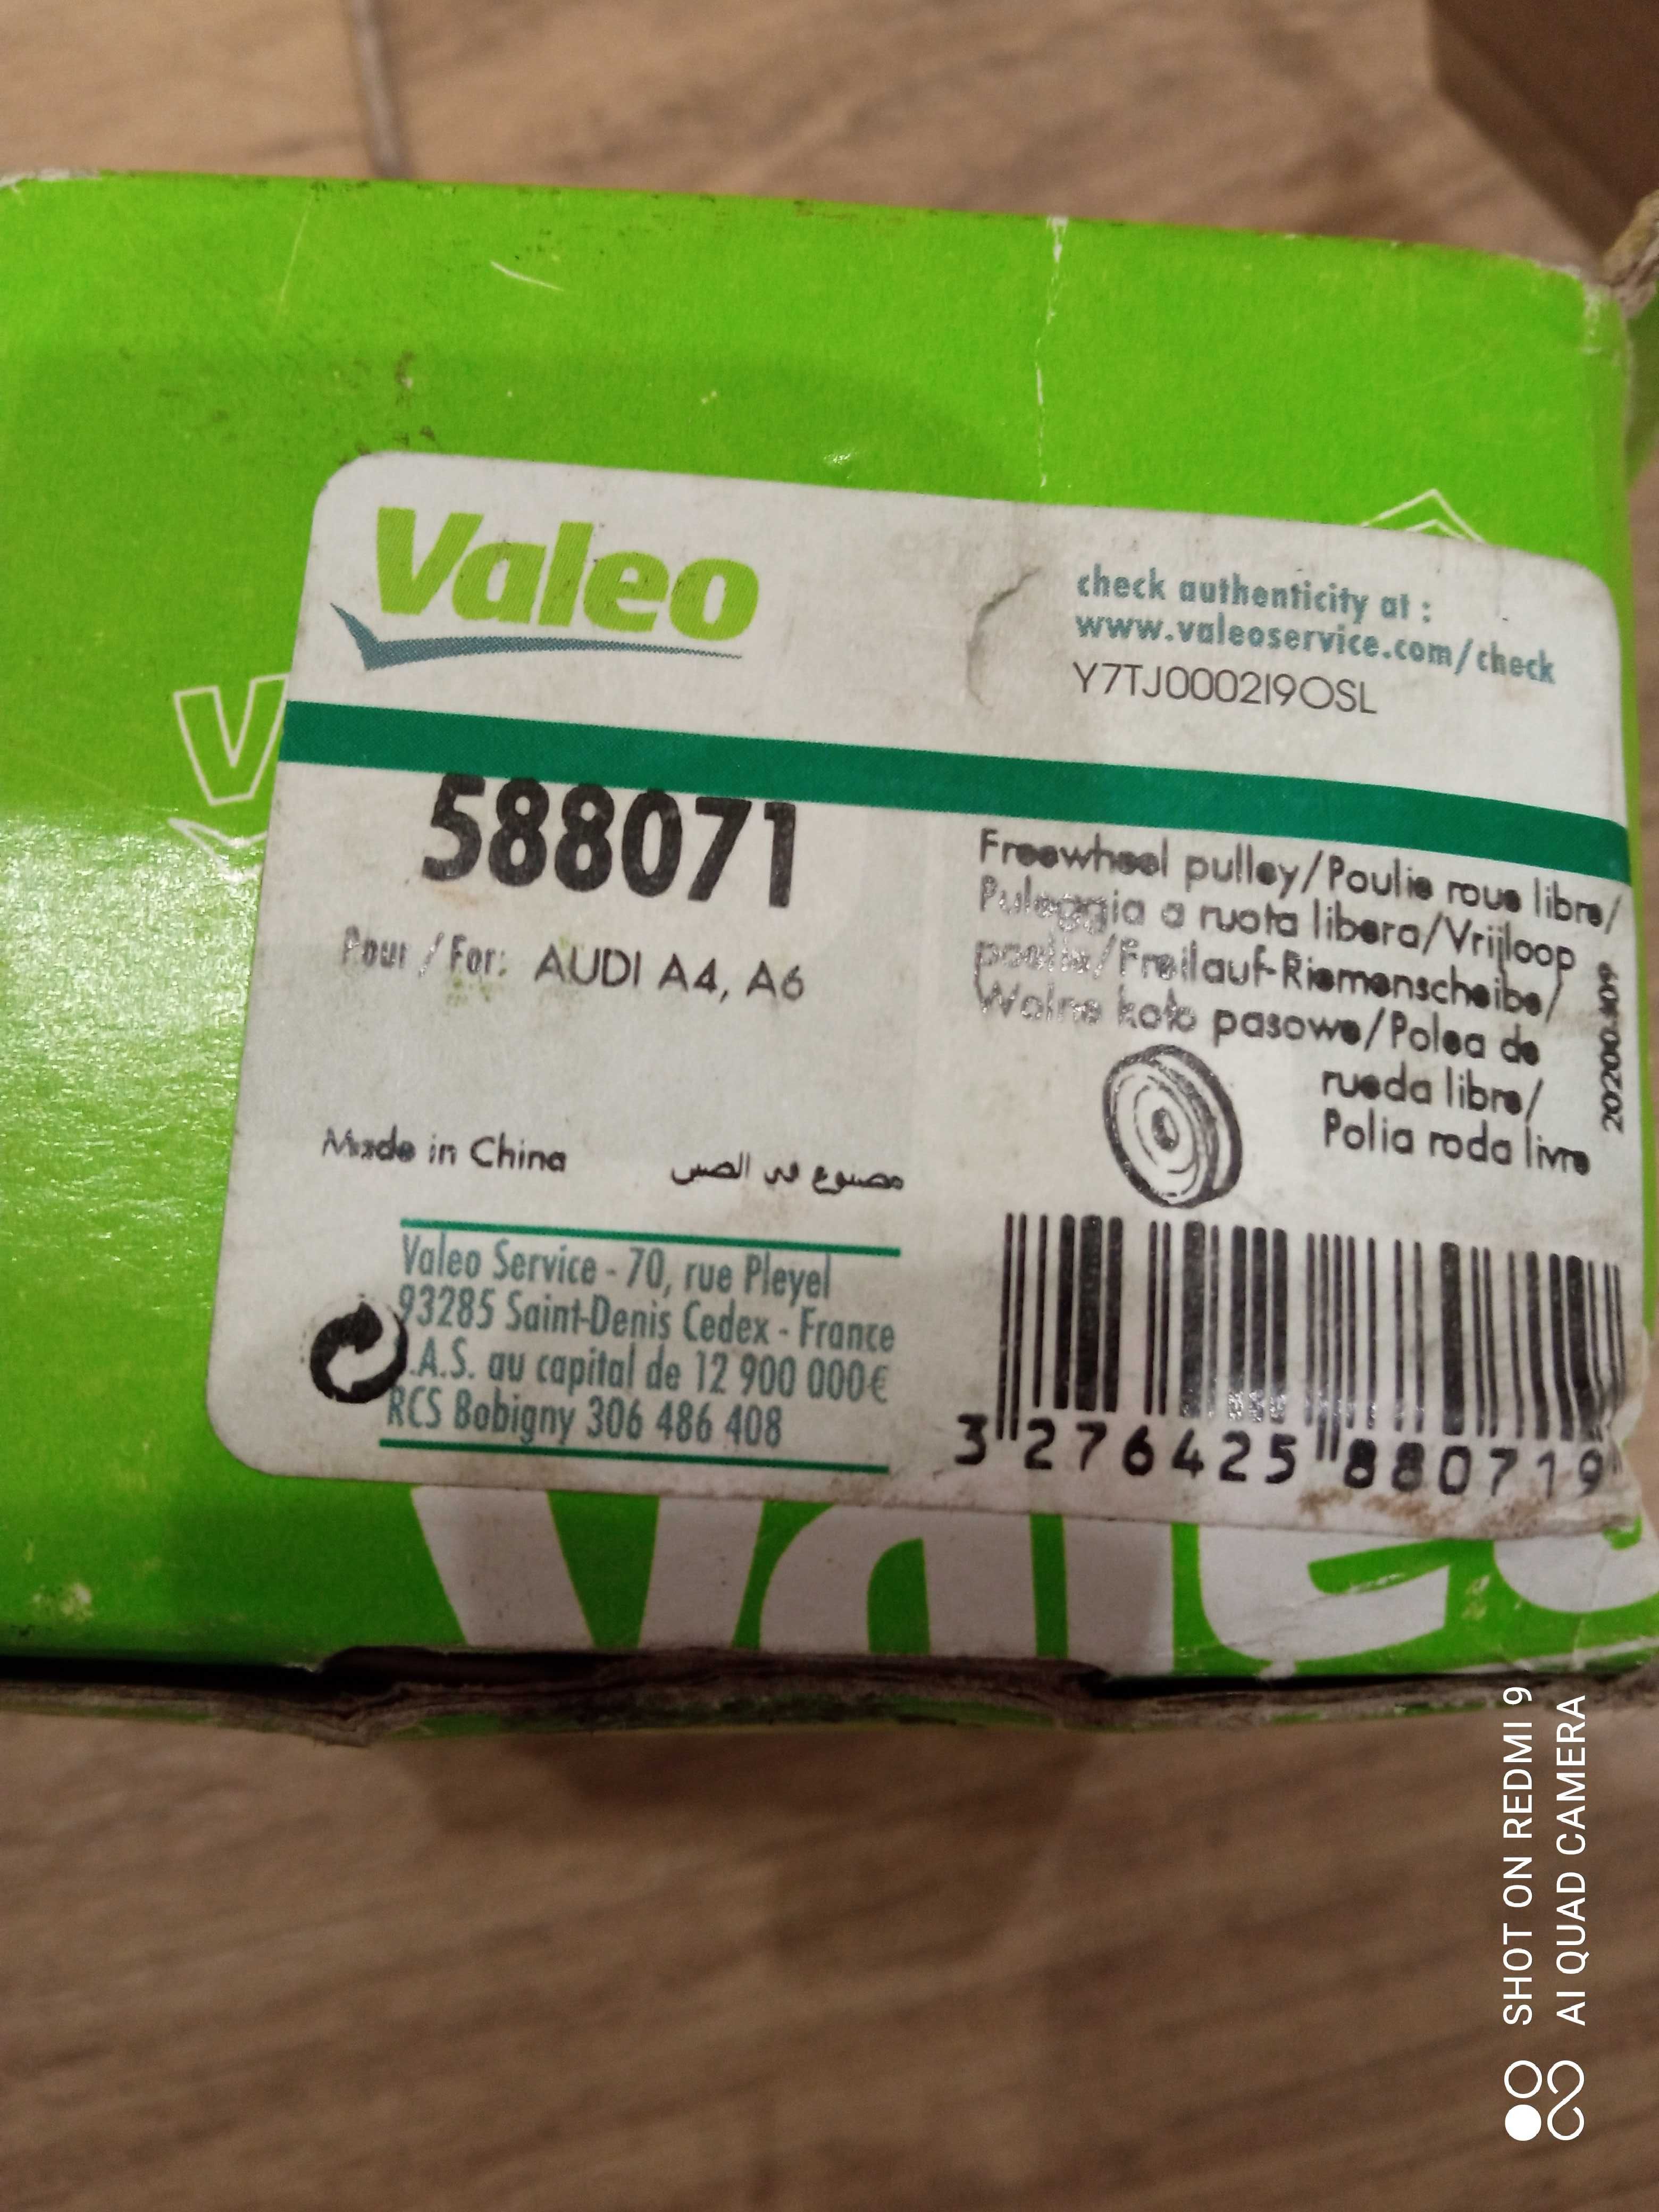 Valeo
check authenticity at :
www.valeoservice.com/check
Y7TJ000219OSL
588071
Pour / For: AUDI A4, A6
Freewheel pulley/Poulie roue libre/
Puleggia a ruota libera/Vrijloop
poelie/Freilauf-Riemenscheibe/
Wolne koło pasowe/Polea de
rueda libre/
Polia roda livre
Made in China
مصنوع في الصين
Valeo Service - 70, rue Pleyel
93285 Saint-Denis Cedex - France
.A.S. au capital de 12 900 000€
RCS Bobigny 306 486 408
3 276425 880719
V
Valeo
SHOT ON REDMI 9
AI QUAD CAMERA